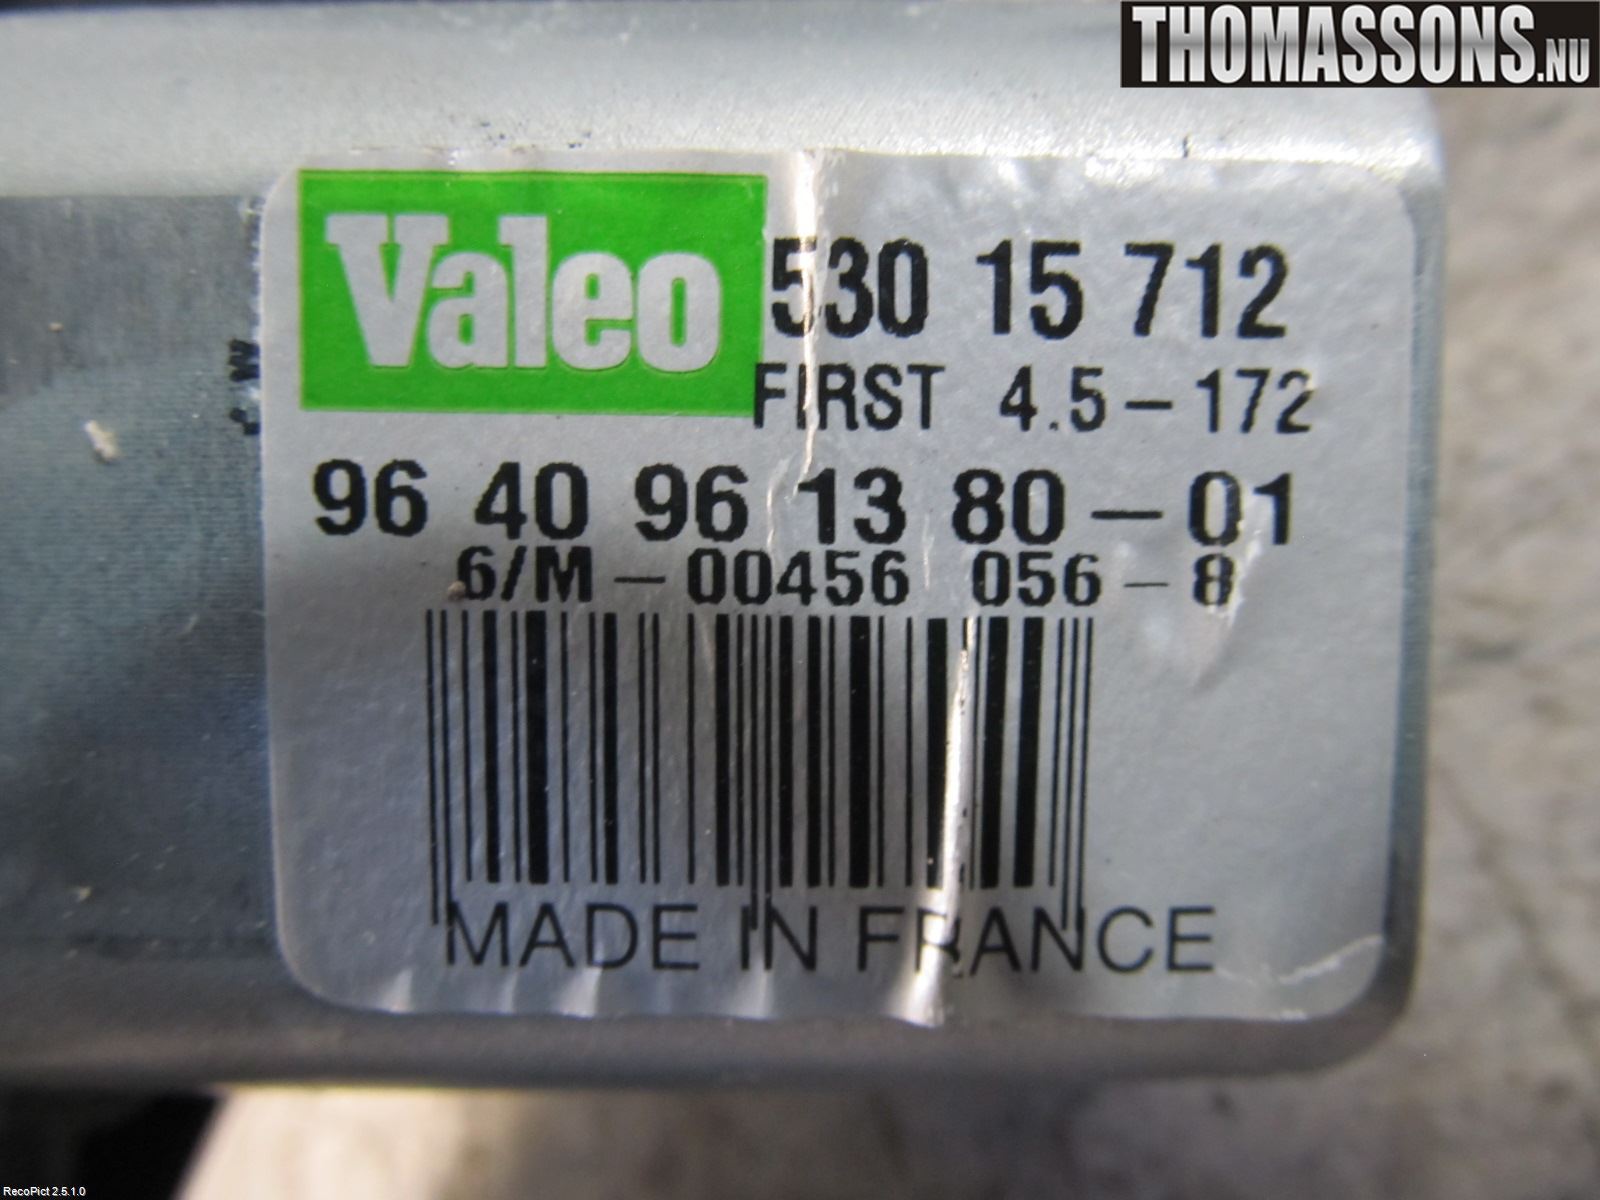 THOMASSONS.NU
Valeo 530 15 712
FIRST 4.5-172
96 40 96 13 80-01
6/M-00456 056-8
MADE IN FRANCE
RecoPict 2.5.1.0